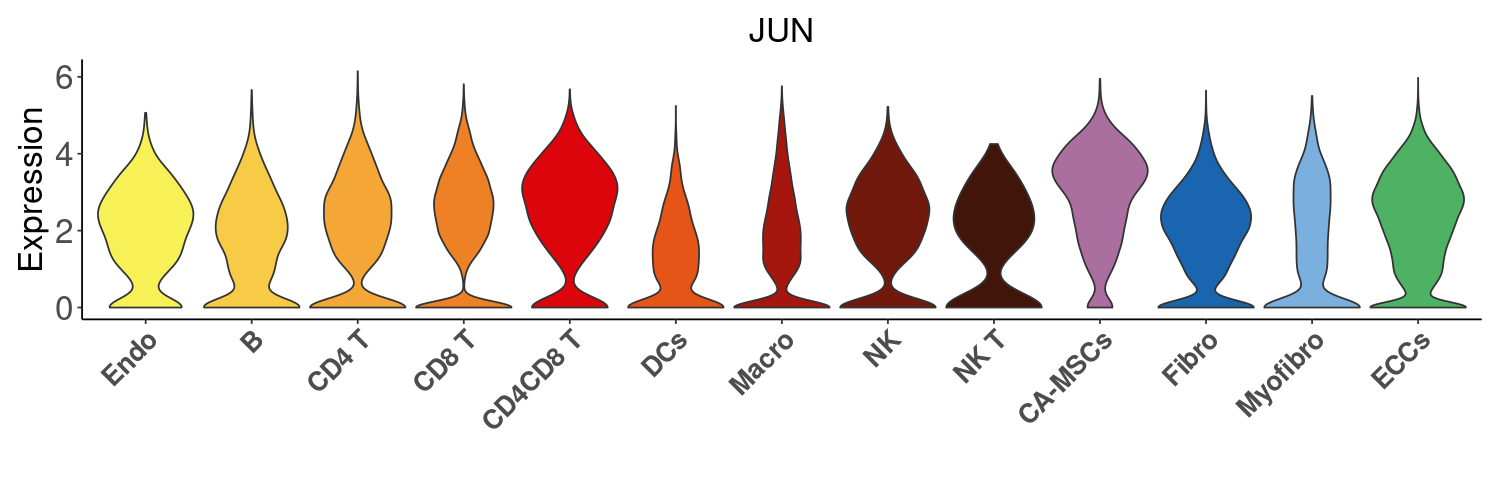 JUN
Expression
6
4
2
0
Endo
B
CD4 T
CD8 T
CD4CD8 T
DCs
Macro
NK
NK T
CA-MSCs
Fibro
Myofibro
ECCs